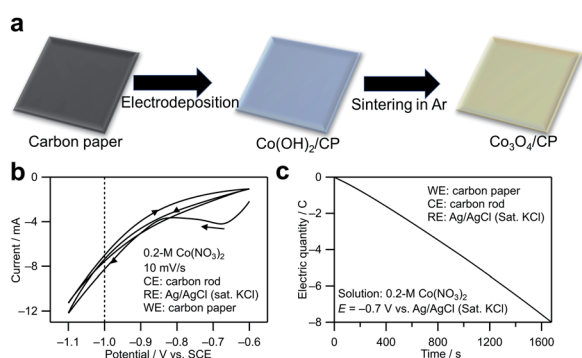 a
Electrodeposition
Sintering in Ar
Carbon paper
Co(OH)₂/CP
Co₃O₄/CP
b
0
−4
−8
−12
Current / mA
0.2-M Co(NO₃)₂
10 mV/s
CE: carbon rod
RE: Ag/AgCl (sat. KCl)
WE: carbon paper
−1.1 −1.0 −0.9 −0.8 −0.7 −0.6
Potential / V vs. SCE
c
0
−2
−4
−6
−8
Electric quantity / C
WE: carbon paper
CE: carbon rod
RE: Ag/AgCl (Sat. KCl)
Solution: 0.2-M Co(NO₃)₂
E = −0.7 V vs. Ag/AgCl (Sat. KCl)
0 400 800 1200 1600
Time / s